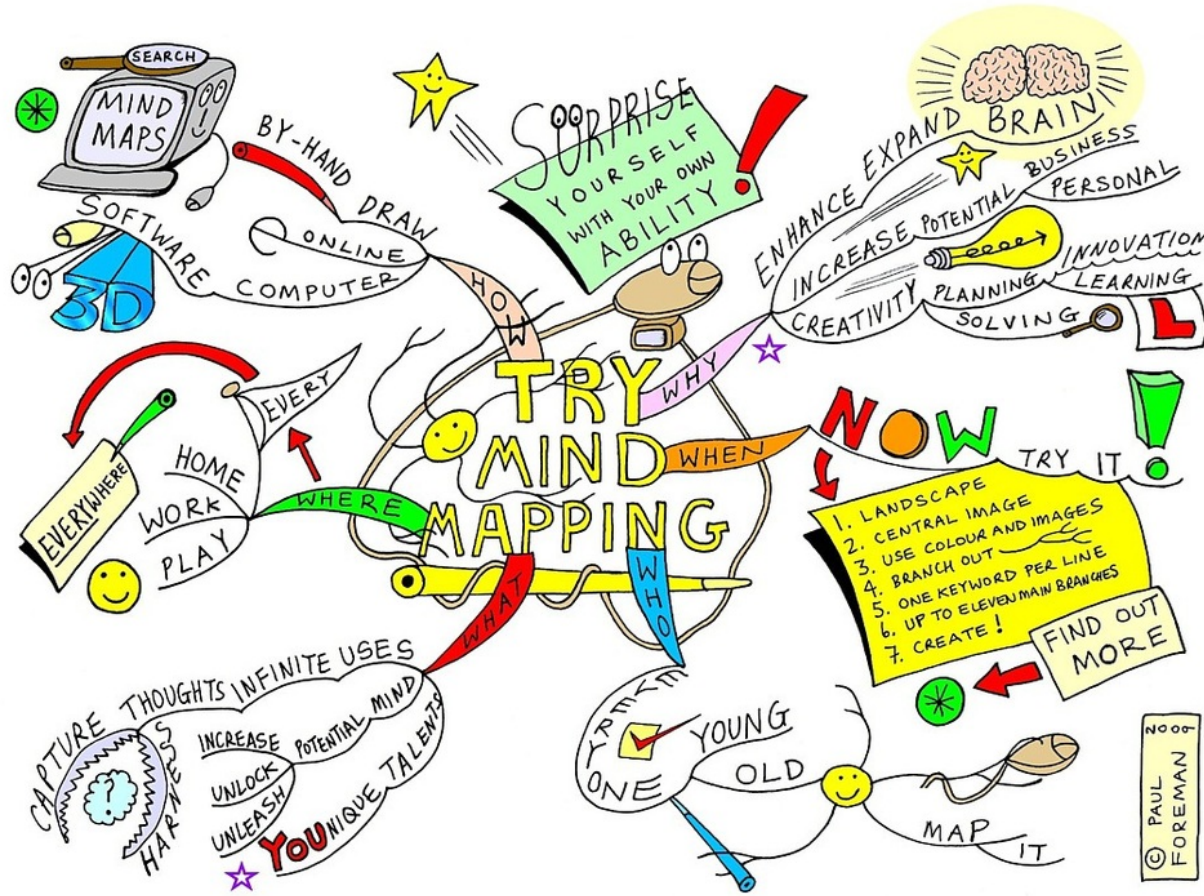 TRY
MIND
MAPPING
HOW
BY-HAND DRAW
ONLINE
SOFTWARE COMPUTER
3D
SEARCH
MIND
MAPS
SURPRISE
YOURSELF
WITH YOUR OWN
ABILITY
!
WHY
ENHANCE EXPAND BRAIN
INCREASE POTENTIAL BUSINESS
PERSONAL
CREATIVITY PLANNING INNOVATION
LEARNING
SOLVING
L
WHEN
NOW
TRY IT !
1. LANDSCAPE
2. CENTRAL IMAGE
3. USE COLOUR AND IMAGES
4. BRANCH OUT
5. ONE KEYWORD PER LINE
6. UP TO ELEVEN MAIN BRANCHES
7. CREATE !
FIND OUT
MORE
WHO
EVERYONE
YOUNG
OLD
MAP IT
WHAT
CAPTURE THOUGHTS INFINITE USES
HARNESS
?
INCREASE
UNLOCK
UNLEASH
POTENTIAL MIND
YOUNIQUE TALENTS
WHERE
EVERY
HOME
WORK
PLAY
EVERYWHERE
© PAUL
FOREMAN
2009